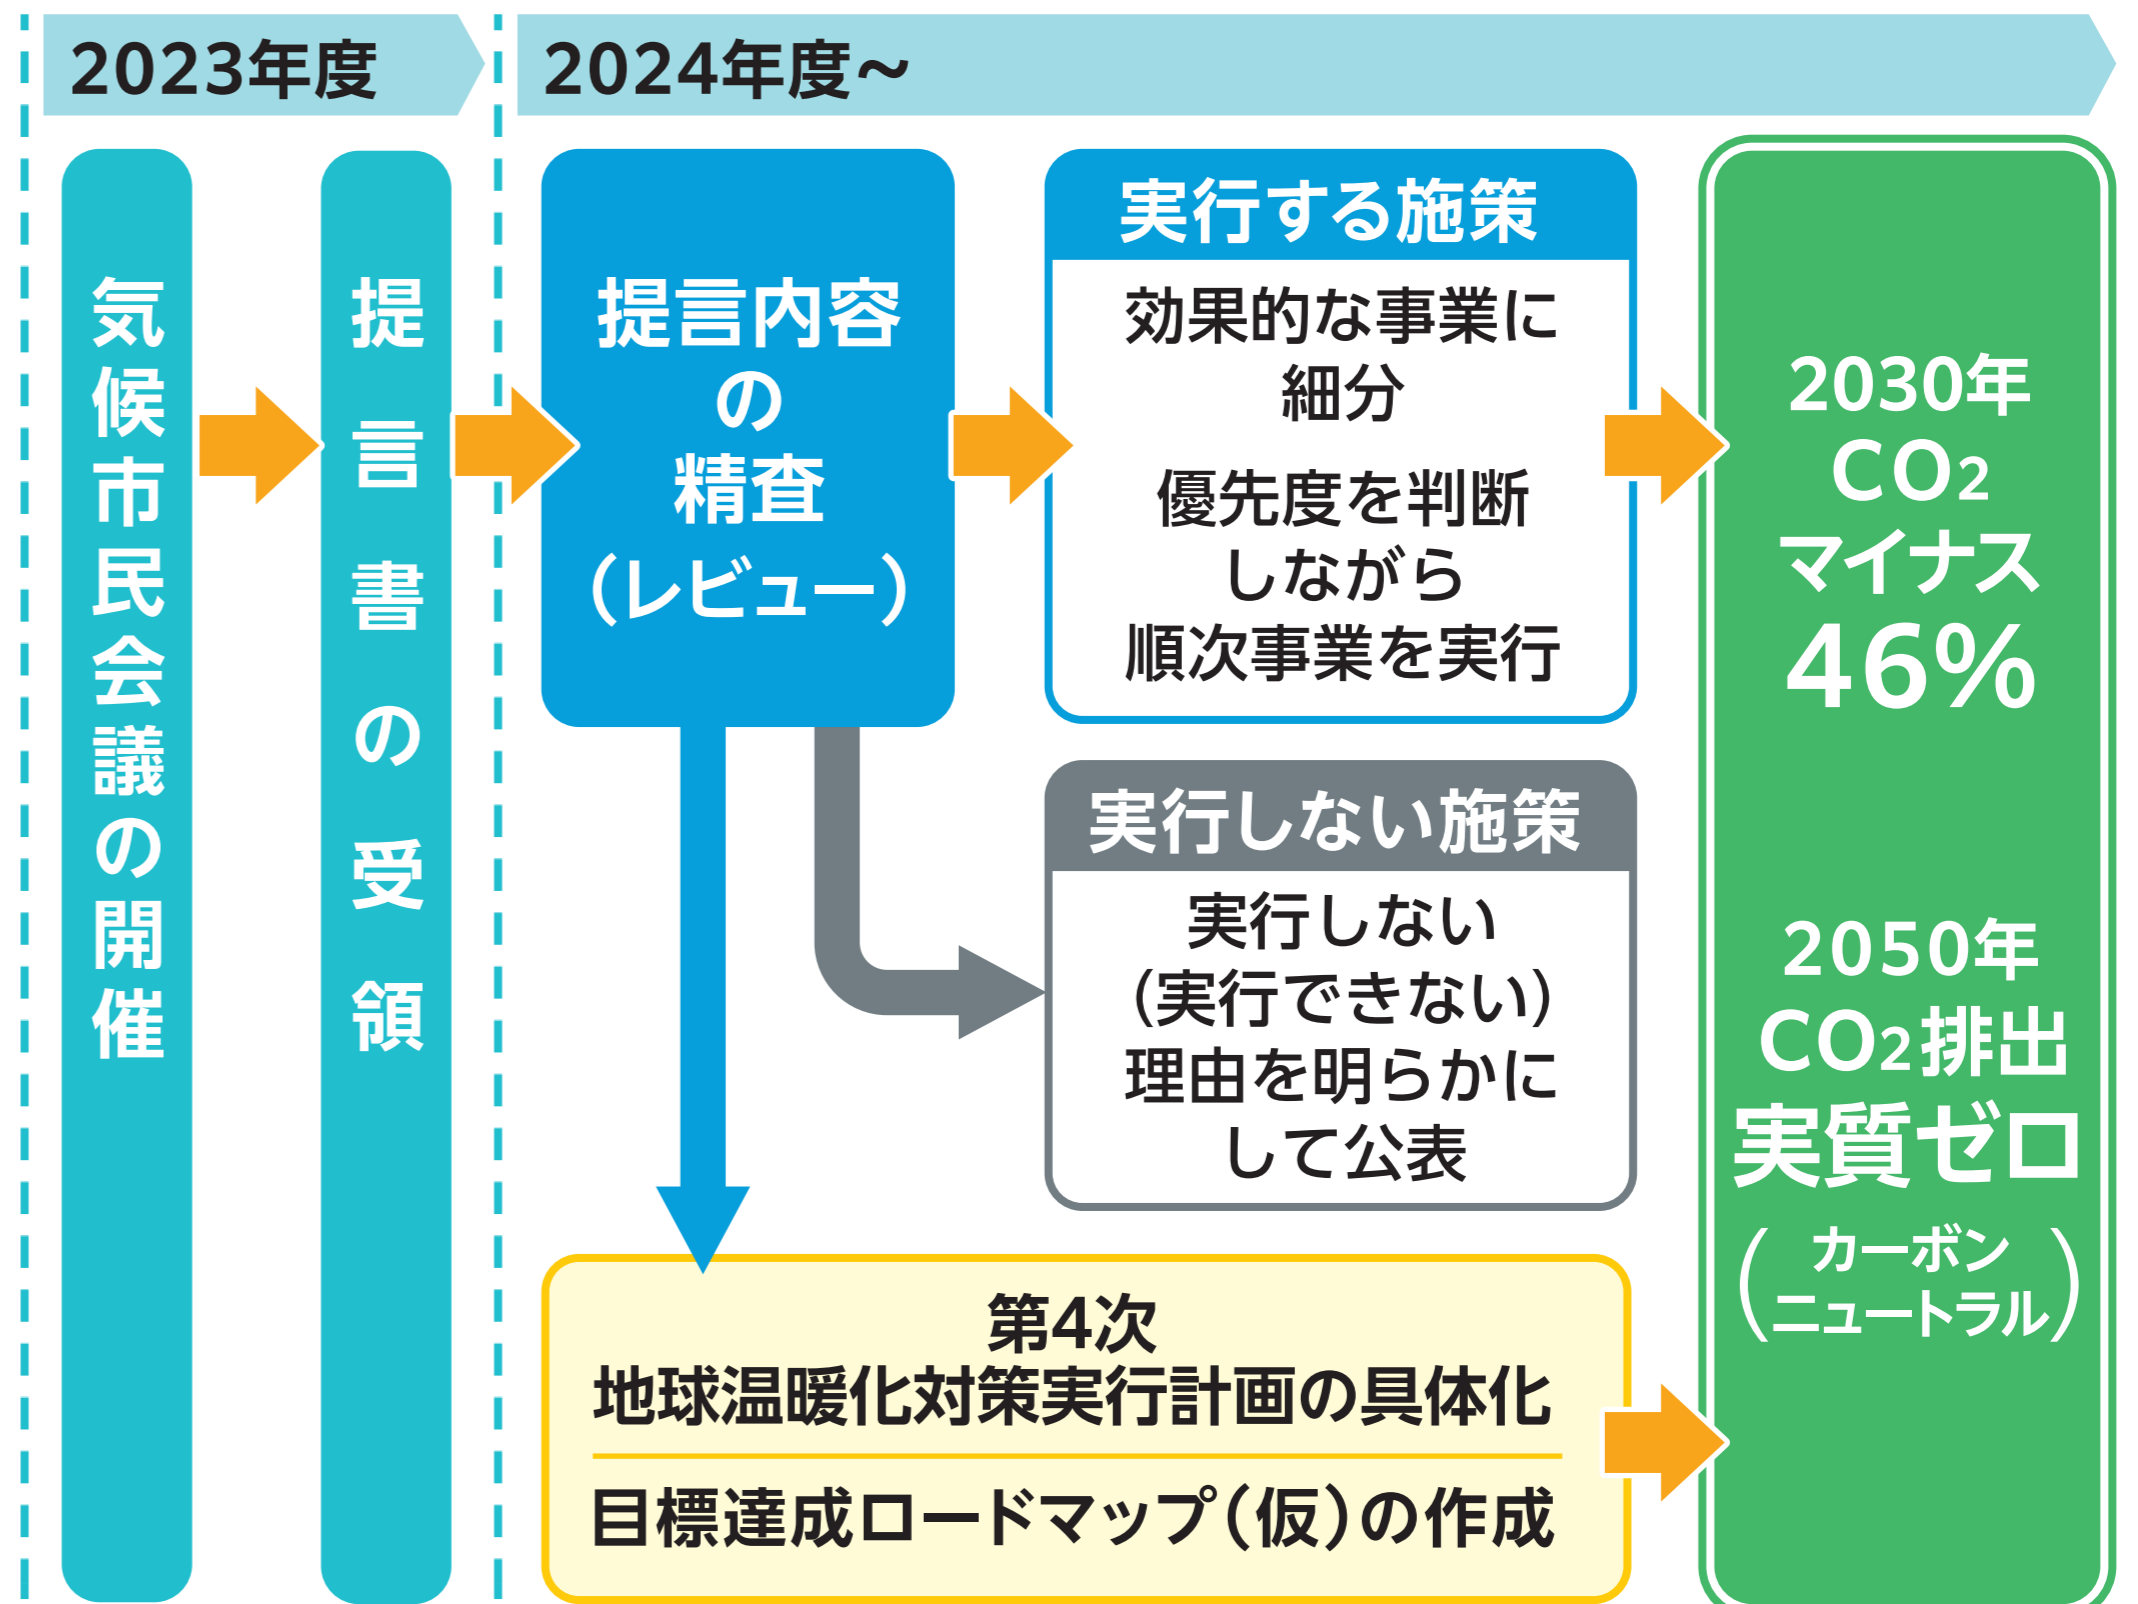 2023年度
2024年度~
気候市民会議の開催
提言書の受領
提言内容
の
精査
（レビュー）
実行する施策
効果的な事業に
細分
優先度を判断
しながら
順次事業を実行
実行しない施策
実行しない
（実行できない）
理由を明らかに
して公表
第4次
地球温暖化対策実行計画の具体化
目標達成ロードマップ（仮）の作成
2030年
CO2
マイナス
46%
2050年
CO2排出
実質ゼロ
（カーボン
ニュートラル）